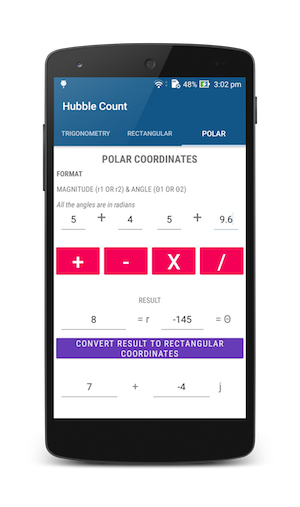 48% 3:02 pm
Hubble Count
TRIGONOMETRY RECTANGULAR POLAR
POLAR COORDINATES
FORMAT
MAGNITUDE (r1 OR r2) & ANGLE (Θ1 OR Θ2)
All the angles are in radians
5 + 4 5 + 9.6
+ - X /
RESULT
8 = r -145 = Θ
CONVERT RESULT TO RECTANGULAR
COORDINATES
7 + -4 j